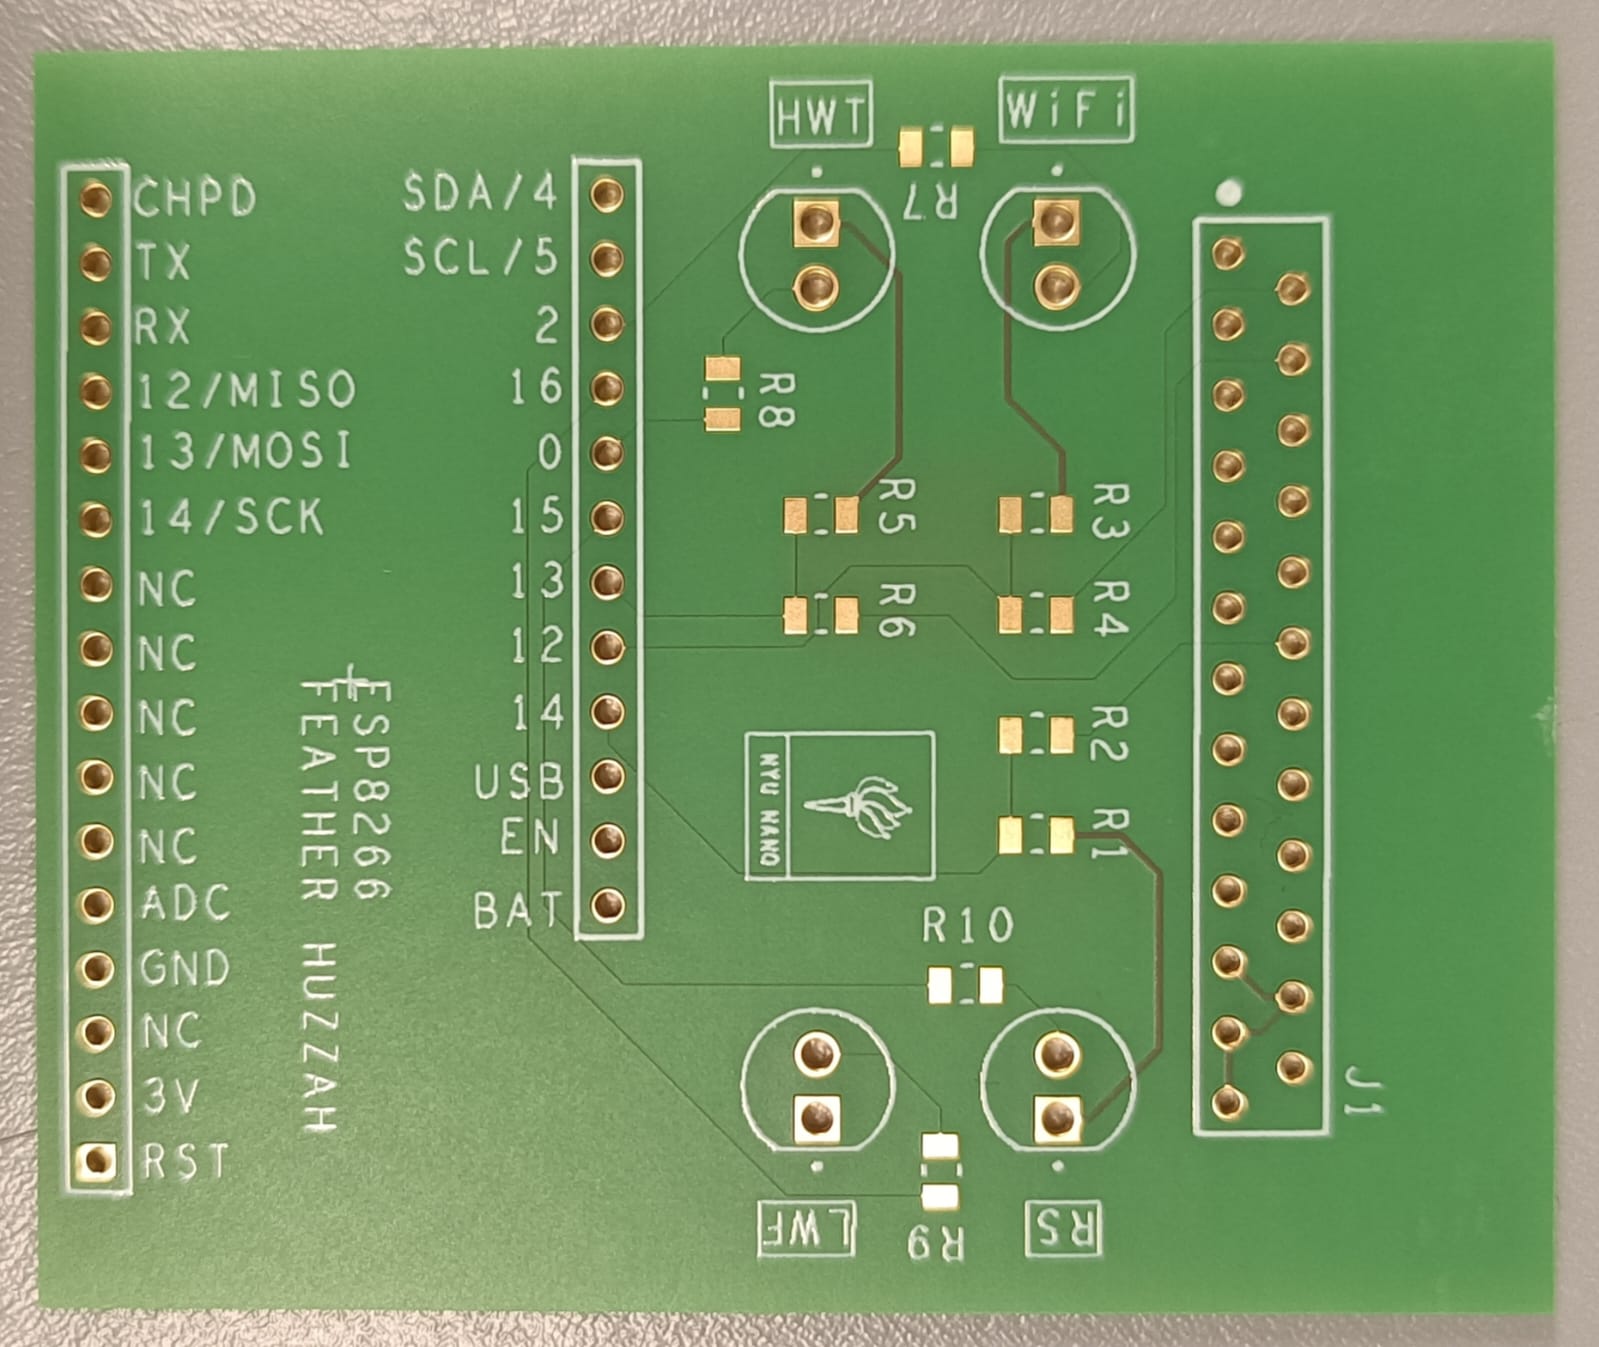 HWT
WiFi
R7
CHPD
TX
RX
12/MISO
13/MOSI
14/SCK
NC
NC
NC
NC
NC
ADC
GND
NC
3V
RST
ESP8266
FEATHER HUZZAH
SDA/4
SCL/5
2
16
0
15
13
12
14
USB
EN
BAT
R8
R5
R3
R6
R4
R2
R1
NYU NANO
R10
J1
LWF
R9
RS